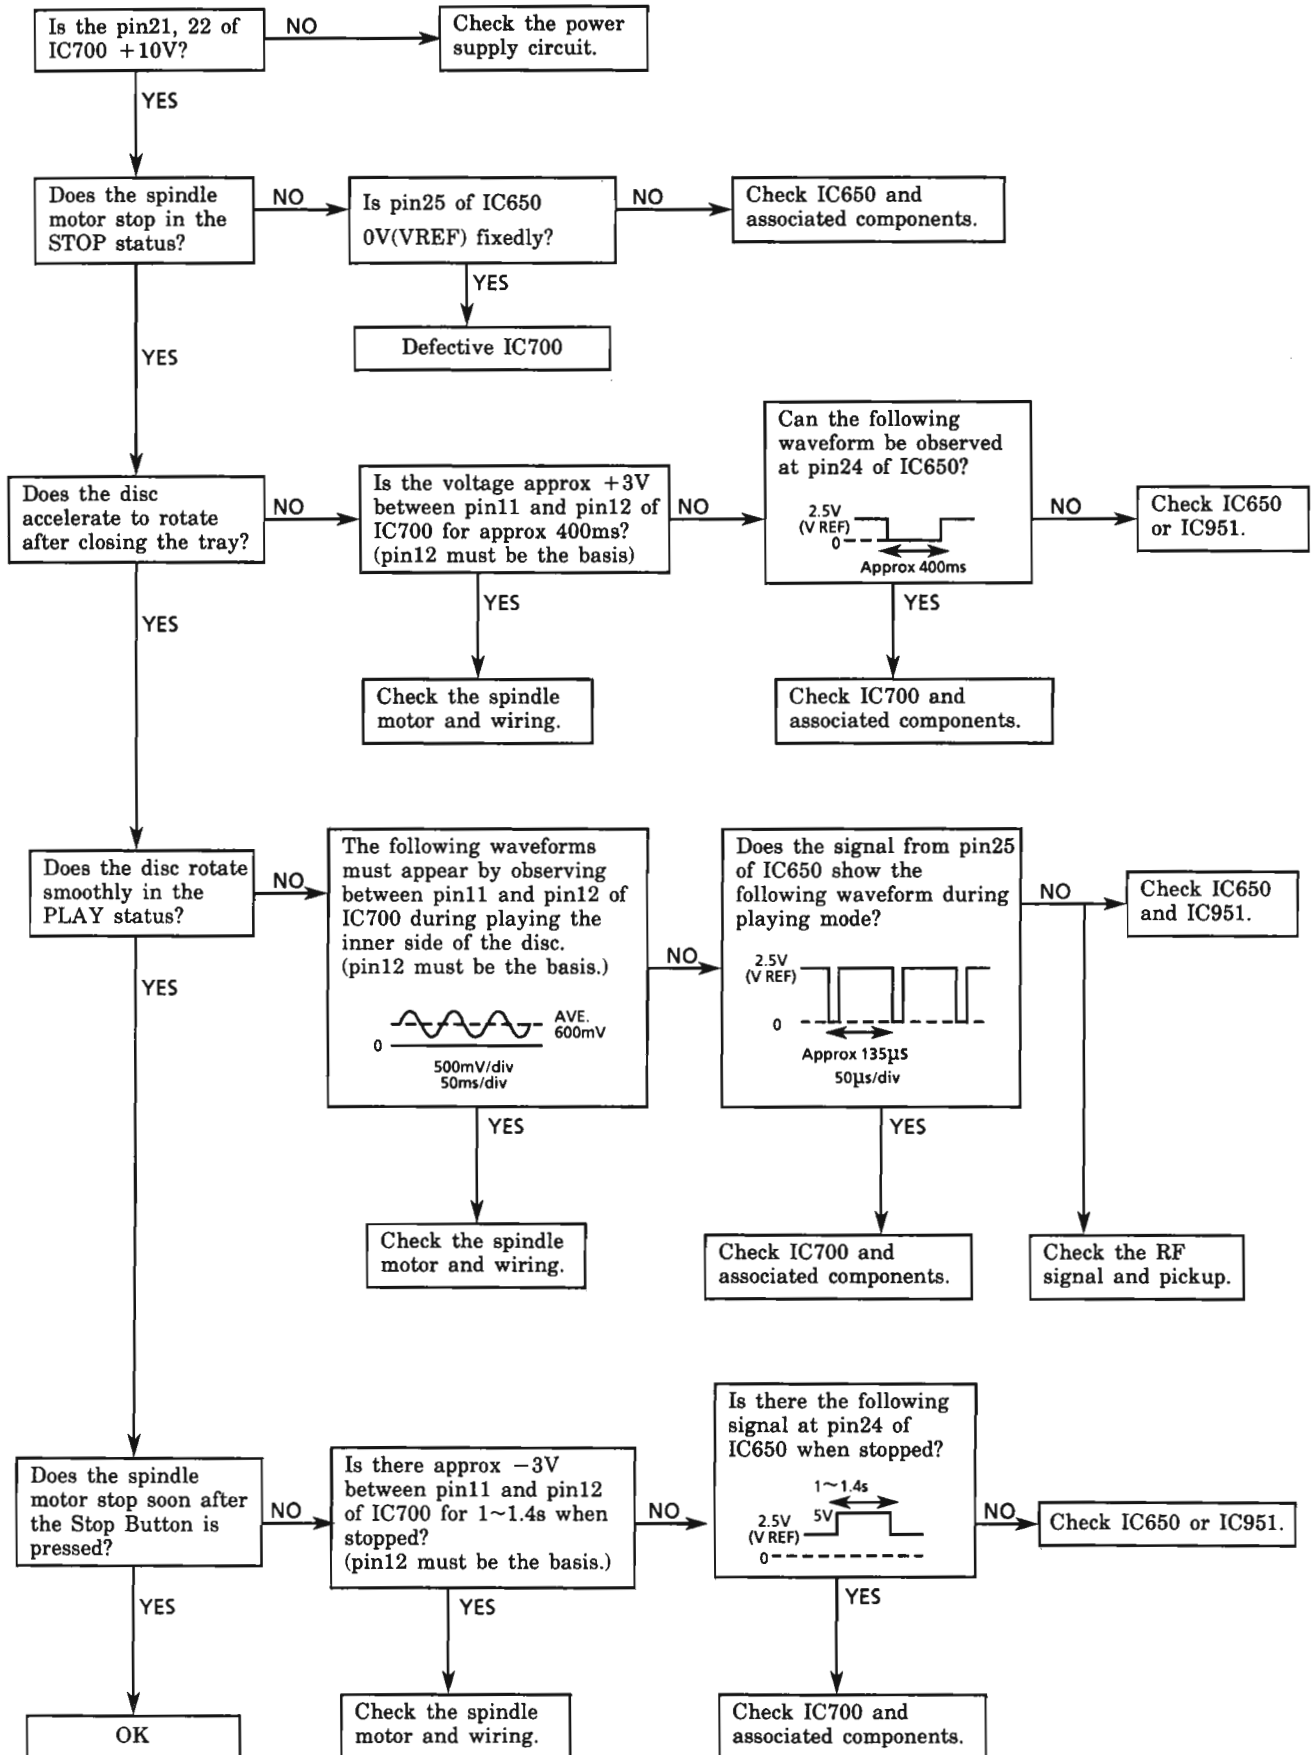 Is the pin21, 22 of
IC700 +10V?
NO
Check the power
supply circuit.
YES
Does the spindle
motor stop in the
STOP status?
NO
Is pin25 of IC650
0V(VREF) fixedly?
NO
Check IC650 and
associated components.
YES
Defective IC700
YES
Does the disc
accelerate to rotate
after closing the tray?
NO
Is the voltage approx +3V
between pin11 and pin12 of
IC700 for approx 400ms?
(pin12 must be the basis)
NO
Can the following
waveform be observed
at pin24 of IC650?
2.5V
(V REF)
0
Approx 400ms
NO
Check IC650
or IC951.
YES
Check the spindle
motor and wiring.
YES
Check IC700 and
associated components.
YES
Does the disc rotate
smoothly in the
PLAY status?
NO
The following waveforms
must appear by observing
between pin11 and pin12 of
IC700 during playing the
inner side of the disc.
(pin12 must be the basis.)
AVE.
600mV
0
500mV/div
50ms/div
NO
Does the signal from pin25
of IC650 show the
following waveform during
playing mode?
2.5V
(V REF)
0
Approx 135µs
50µs/div
NO
Check IC650
and IC951.
YES
Check the spindle
motor and wiring.
YES
Check IC700 and
associated components.
Check the RF
signal and pickup.
YES
Does the spindle
motor stop soon after
the Stop Button is
pressed?
NO
Is there approx −3V
between pin11 and pin12
of IC700 for 1~1.4s when
stopped?
(pin12 must be the basis.)
NO
Is there the following
signal at pin24 of
IC650 when stopped?
1~1.4s
5V
2.5V
(V REF)
0
NO
Check IC650 or IC951.
YES
OK
YES
Check the spindle
motor and wiring.
YES
Check IC700 and
associated components.